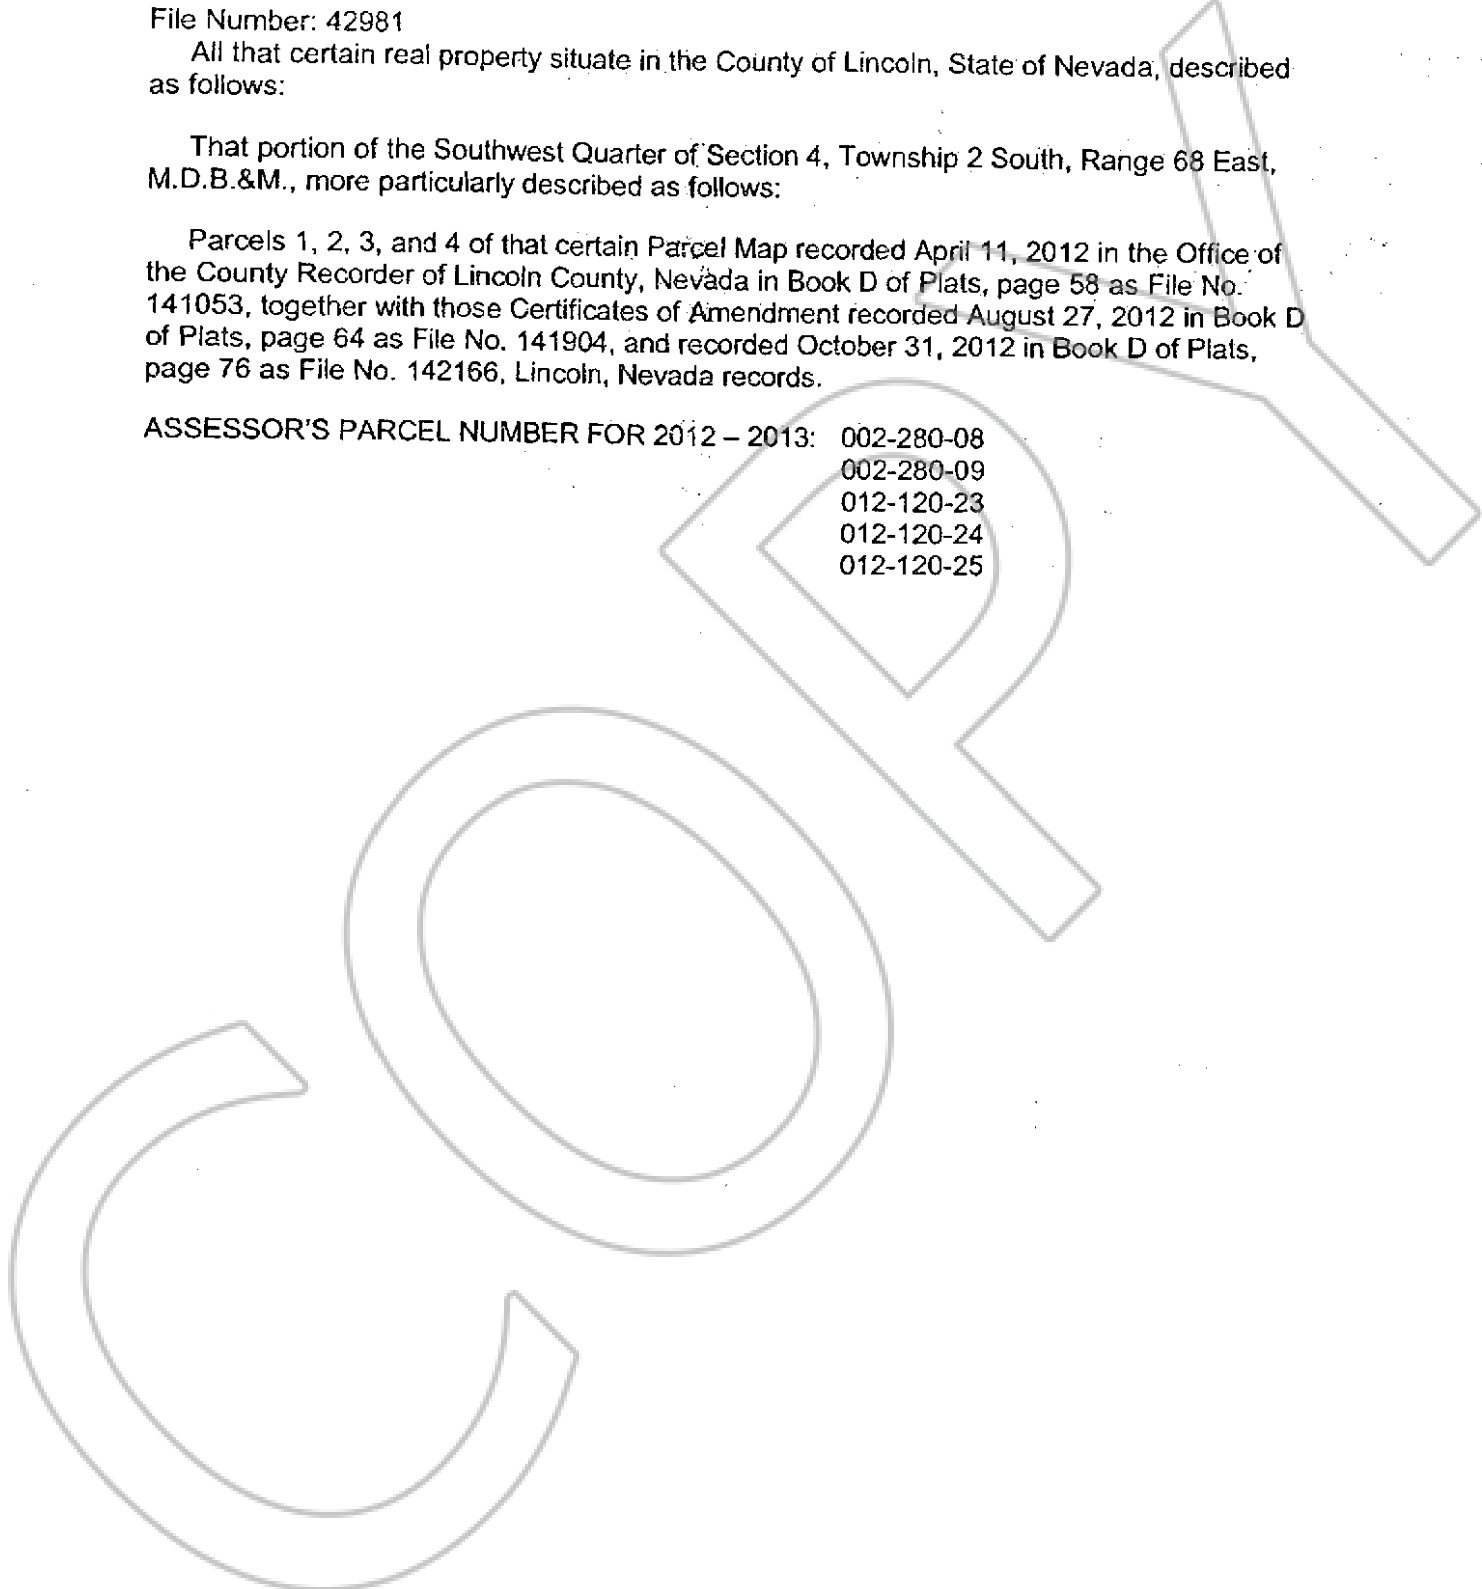 File Number: 42981
All that certain real property situate in the County of Lincoln, State of Nevada, described
as follows:
That portion of the Southwest Quarter of Section 4, Township 2 South, Range 68 East,
M.D.B.&M., more particularly described as follows:
Parcels 1, 2, 3, and 4 of that certain Parcel Map recorded April 11, 2012 in the Office of
the County Recorder of Lincoln County, Nevada in Book D of Plats, page 58 as File No.
141053, together with those Certificates of Amendment recorded August 27, 2012 in Book D
of Plats, page 64 as File No. 141904, and recorded October 31, 2012 in Book D of Plats,
page 76 as File No. 142166, Lincoln, Nevada records.
ASSESSOR'S PARCEL NUMBER FOR 2012 – 2013: 002-280-08
002-280-09
012-120-23
012-120-24
012-120-25
COPY